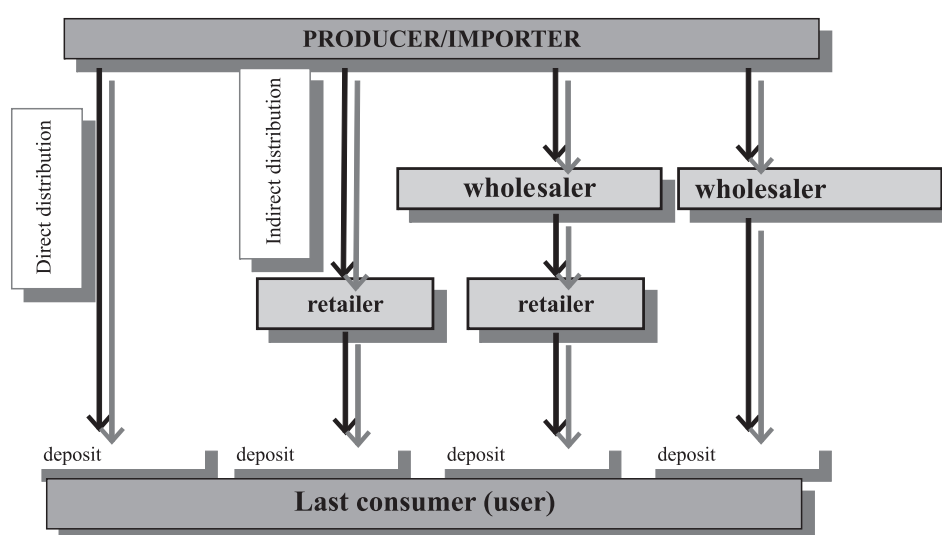 PRODUCER/IMPORTER
Direct distribution
Indirect distribution
wholesaler
wholesaler
retailer
retailer
deposit
deposit
deposit
deposit
Last consumer (user)